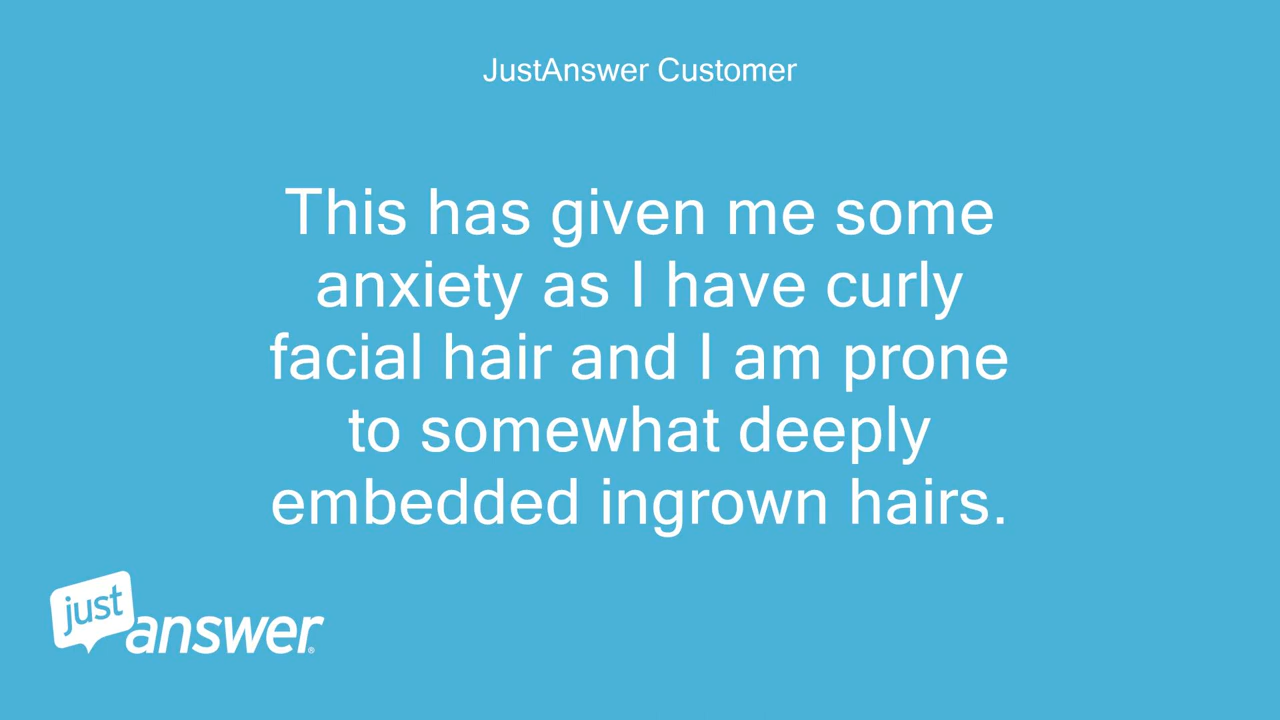 JustAnswer Customer
This has given me some
anxiety as I have curly
facial hair and I am prone
to somewhat deeply
embedded ingrown hairs.
just
answer®